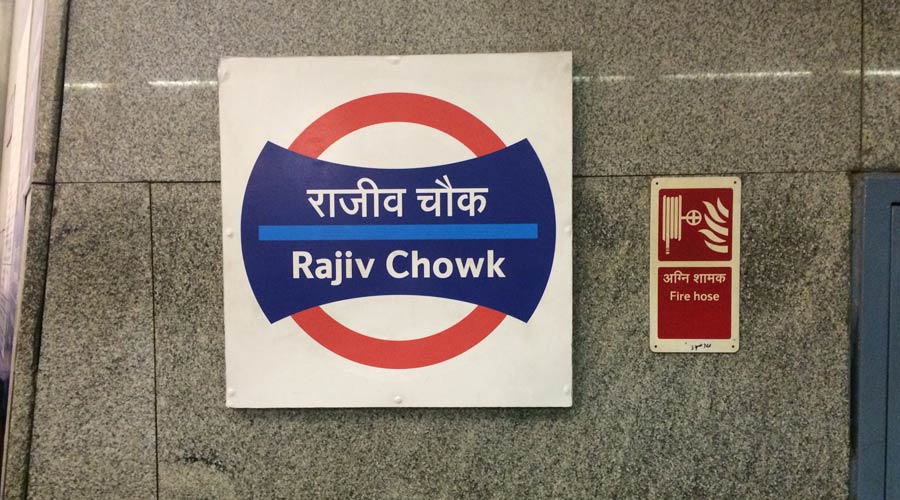 राजीव चौक
Rajiv Chowk
अग्नि शामक
Fire hose